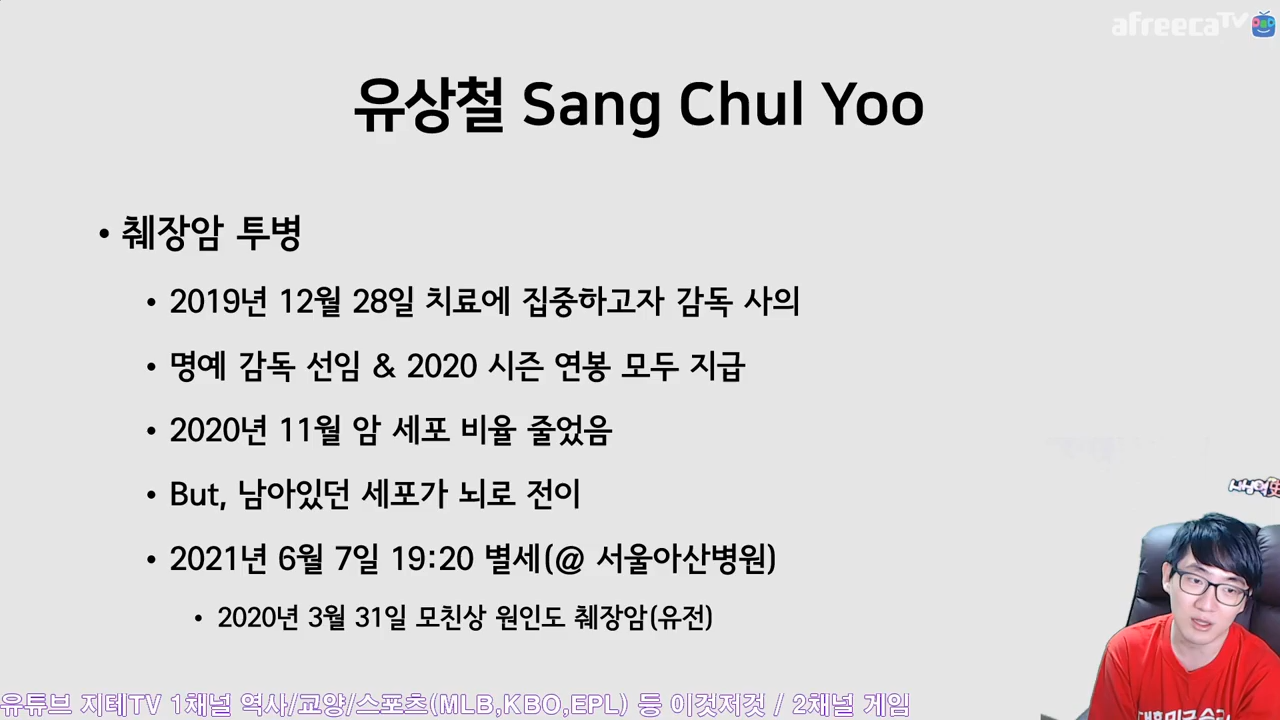 afreecaTV
유상철 Sang Chul Yoo
• 췌장암 투병
• 2019년 12월 28일 치료에 집중하고자 감독 사의
• 명예 감독 선임 & 2020 시즌 연봉 모두 지급
• 2020년 11월 암 세포 비율 줄었음
• But, 남아있던 세포가 뇌로 전이
• 2021년 6월 7일 19:20 별세(@ 서울아산병원)
• 2020년 3월 31일 모친상 원인도 췌장암(유전)
유튜브 지테TV 1채널 역사/교양/스포츠(MLB,KBO,EPL) 등 이것저것 / 2채널 게임